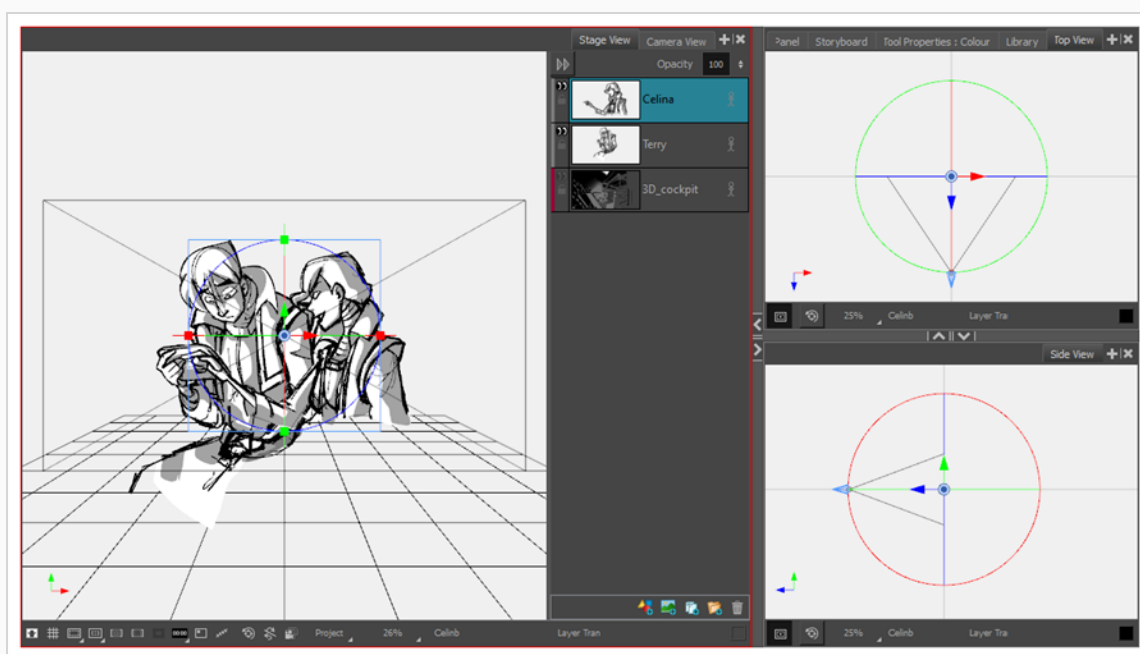 Stage View Camera View
Opacity 100
Celina
Terry
3D_cockpit
Project 26% Celinb Layer Tran
Panel Storyboard Tool Properties : Colour Library Top View
25% Celinb Layer Tra
Side View
25% Celinb Layer Tra